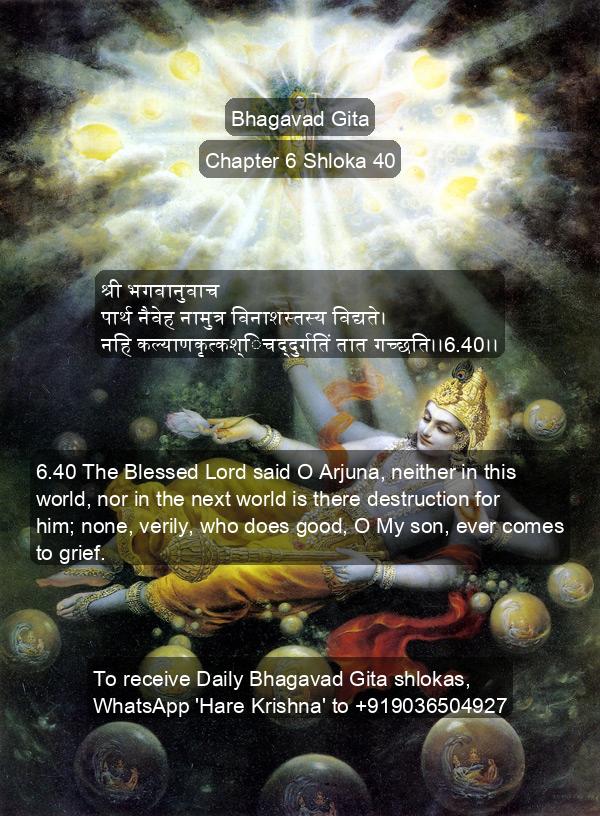 Bhagavad Gita
Chapter 6 Shloka 40
श्री भगवानुवाच
पार्थ नैवेह नामुत्र विनाशस्तस्य विद्यते।
नहि कल्याणकृत्कश्िचद्दुर्गतिं तात गच्छति।।6.40।।
6.40 The Blessed Lord said O Arjuna, neither in this
world, nor in the next world is there destruction for
him; none, verily, who does good, O My son, ever comes
to grief.
To receive Daily Bhagavad Gita shlokas,
WhatsApp 'Hare Krishna' to +919036504927